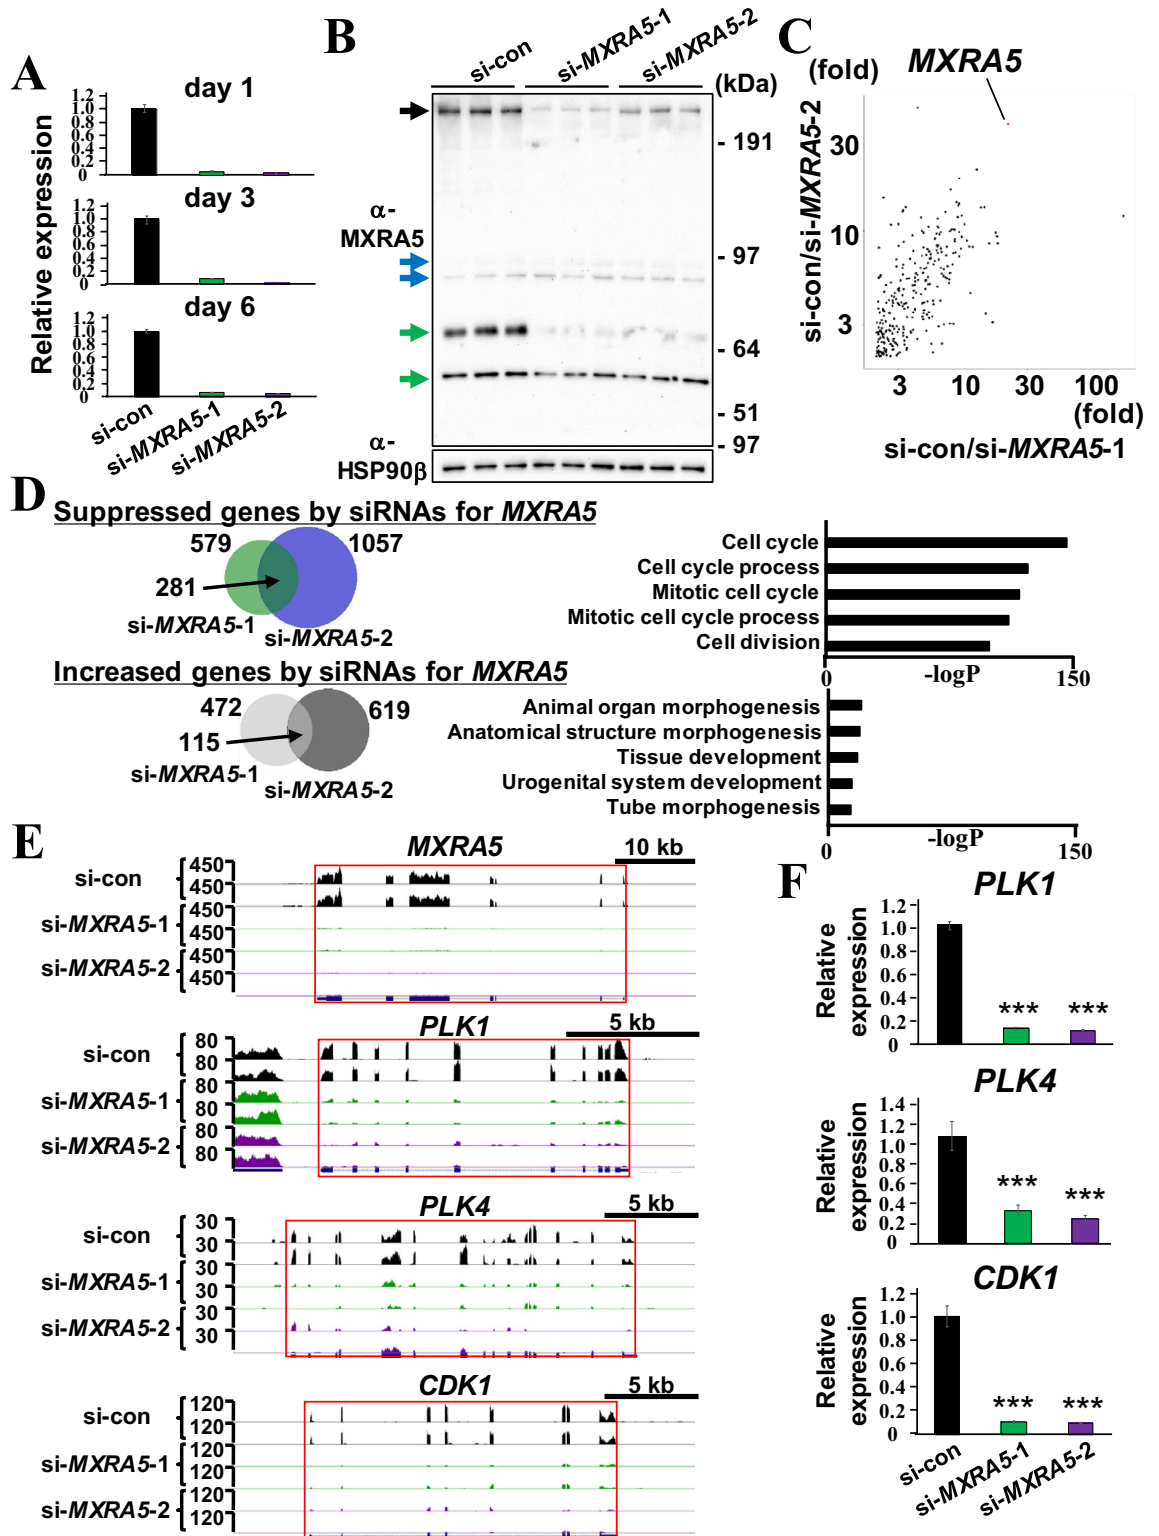 A
day 1
1.2
1.0
0.8
0.6
0.4
0.2
0
day 3
1.2
1.0
0.8
0.6
0.4
0.2
0
day 6
1.2
1.0
0.8
0.6
0.4
0.2
0
Relative expression
si-con
si-MXRA5-1
si-MXRA5-2
B
si-con
si-MXRA5-1
si-MXRA5-2
(kDa)
- 191
α-
MXRA5
- 97
- 64
- 51
- 97
α-
HSP90β
C
(fold)
MXRA5
si-con/si-MXRA5-2
30
10
3
3 10 30 100
(fold)
si-con/si-MXRA5-1
D
Suppressed genes by siRNAs for MXRA5
579
1057
281
si-MXRA5-1
si-MXRA5-2
Cell cycle
Cell cycle process
Mitotic cell cycle
Mitotic cell cycle process
Cell division
0 -logP 150
Increased genes by siRNAs for MXRA5
472
619
115
si-MXRA5-1
si-MXRA5-2
Animal organ morphogenesis
Anatomical structure morphogenesis
Tissue development
Urogenital system development
Tube morphogenesis
0 -logP 150
E
MXRA5
10 kb
si-con
450
450
si-MXRA5-1
450
450
si-MXRA5-2
450
450
PLK1
5 kb
si-con
80
80
si-MXRA5-1
80
80
si-MXRA5-2
80
80
PLK4
5 kb
si-con
30
30
si-MXRA5-1
30
30
si-MXRA5-2
30
30
CDK1
5 kb
si-con
120
120
si-MXRA5-1
120
120
si-MXRA5-2
120
120
F
PLK1
Relative
expression
1.2
1.0
0.8
0.6
0.4
0.2
0
*** ***
PLK4
Relative
expression
1.4
1.2
1.0
0.8
0.6
0.4
0.2
0
*** ***
CDK1
Relative
expression
1.2
1.0
0.8
0.6
0.4
0.2
0
*** ***
si-con
si-MXRA5-1
si-MXRA5-2